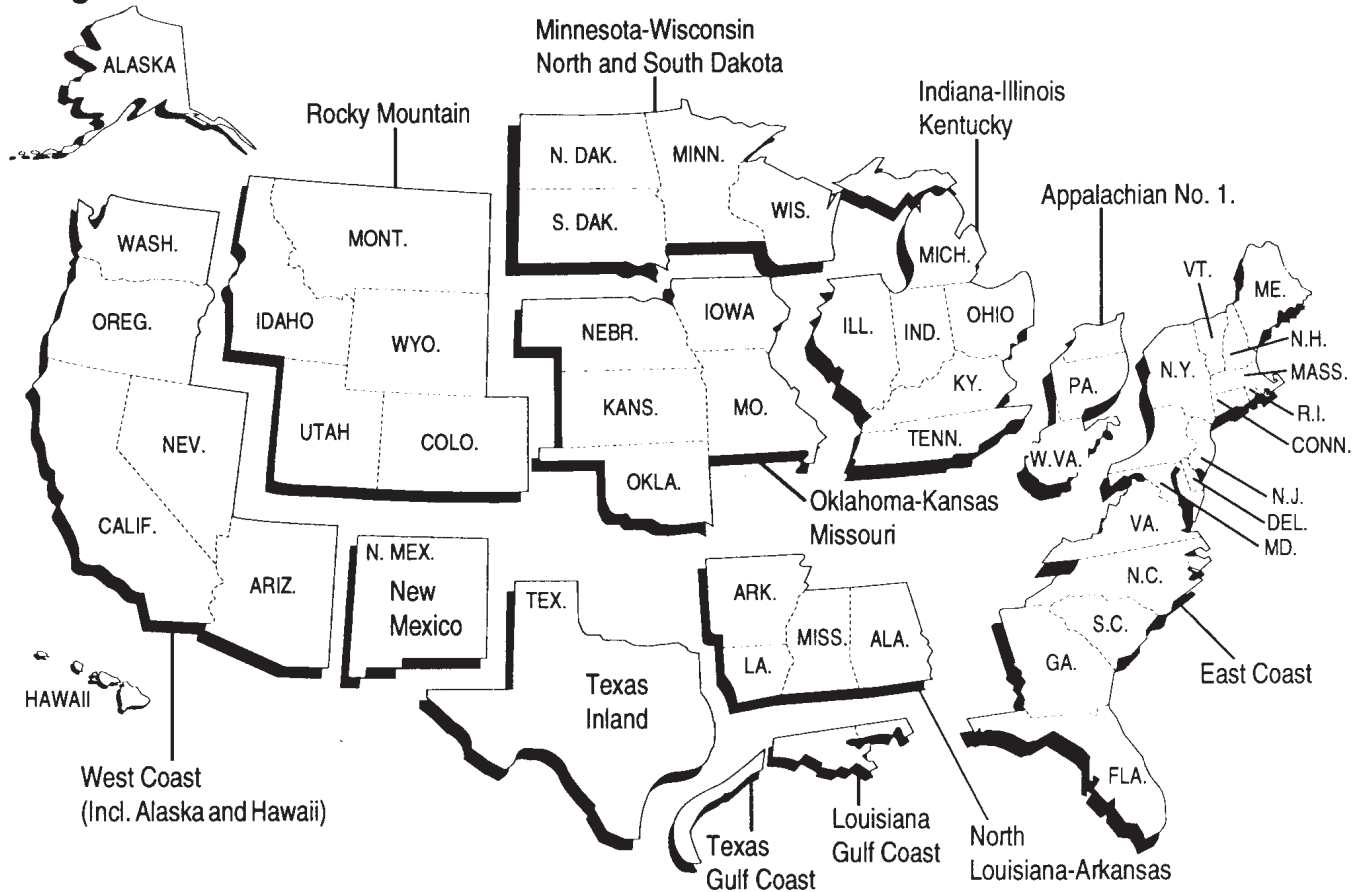 ALASKA
Minnesota-Wisconsin
North and South Dakota
Rocky Mountain
Indiana-Illinois
Kentucky
N. DAK.
MINN.
S. DAK.
WIS.
Appalachian No. 1.
WASH.
MONT.
MICH.
VT.
ME.
OREG.
IDAHO
WYO.
NEBR.
IOWA
ILL.
IND.
OHIO
N.H.
N.Y.
MASS.
PA.
KY.
KANS.
MO.
R.I.
NEV.
UTAH
COLO.
TENN.
CONN.
W.VA.
OKLA.
Oklahoma-Kansas
Missouri
N.J.
DEL.
MD.
CALIF.
VA.
N. MEX.
New
Mexico
ARIZ.
TEX.
ARK.
N.C.
MISS.
ALA.
S.C.
LA.
GA.
East Coast
HAWAII
Texas
Inland
West Coast
(Incl. Alaska and Hawaii)
FLA.
Texas
Gulf Coast
Louisiana
Gulf Coast
North
Louisiana-Arkansas